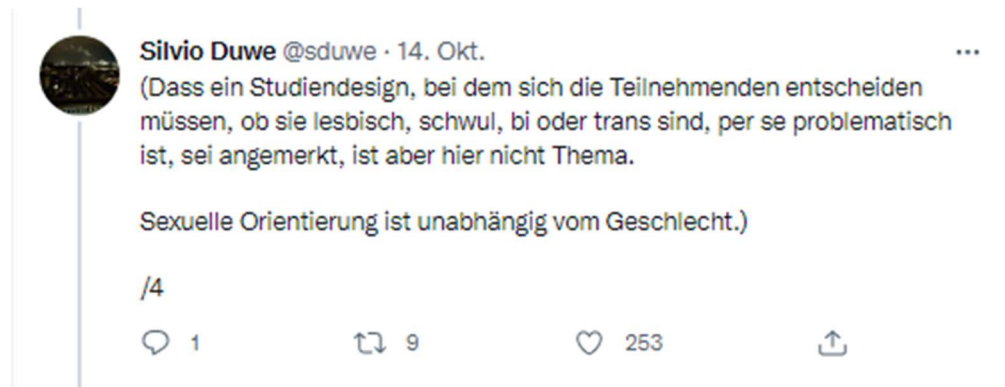 Silvio Duwe @sduwe · 14. Okt.
(Dass ein Studiendesign, bei dem sich die Teilnehmenden entscheiden
müssen, ob sie lesbisch, schwul, bi oder trans sind, per se problematisch
ist, sei angemerkt, ist aber hier nicht Thema.
Sexuelle Orientierung ist unabhängig vom Geschlecht.)
/4
1 9 253